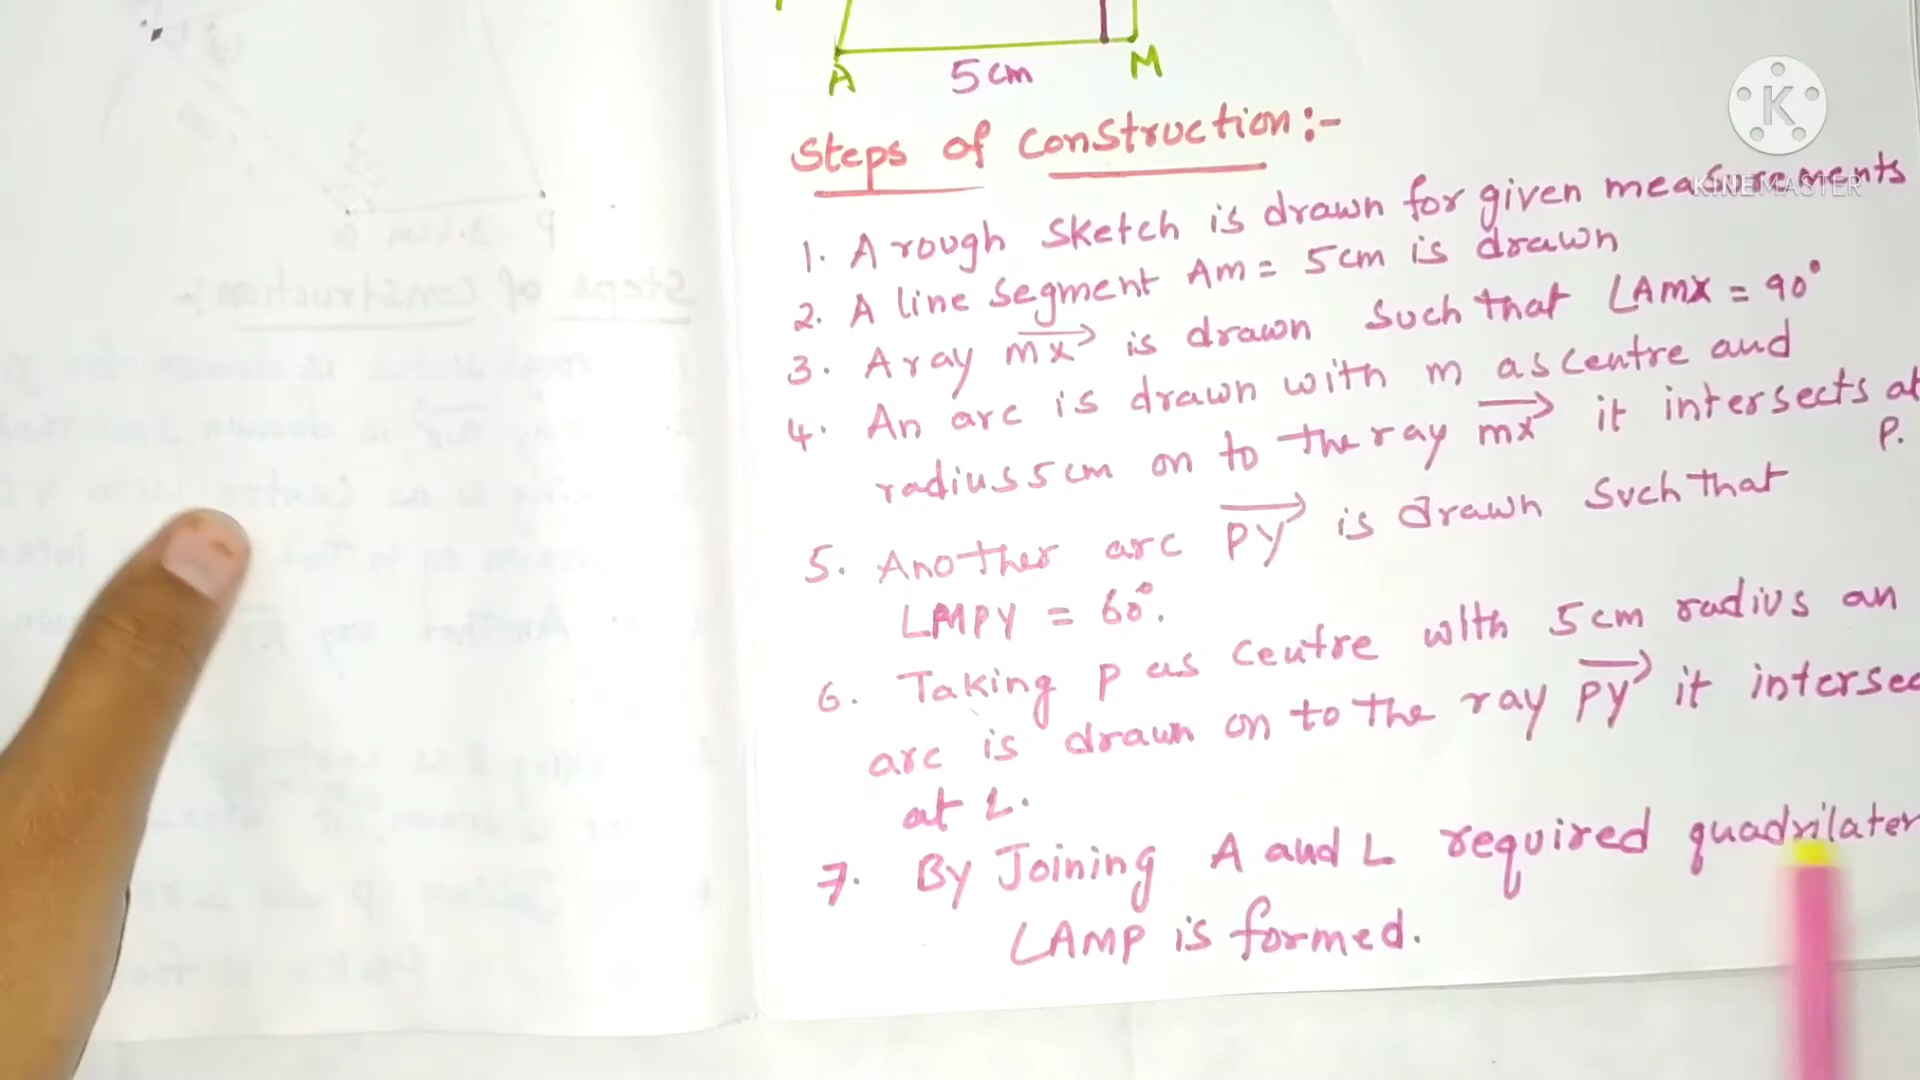 A
5 cm
M
Steps of construction:-
K
KINEMASTER
1. A rough sketch is drawn for given measurements
2. A line segment Am = 5cm is drawn
3. A ray mx is drawn such that ∠AMX = 90°
4. An arc is drawn with m as centre and
radius 5cm on to the ray mx it intersects at
P.
5. Another arc PY is drawn such that
∠MPY = 60°.
6. Taking p as centre with 5cm radius an
arc is drawn on to the ray PY it intersec
at L.
7. By Joining A and L required quadrilater
LAMP is formed.